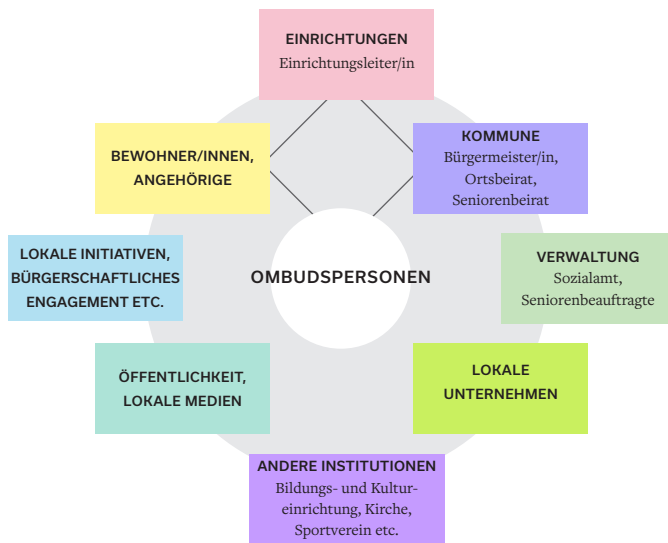 EINRICHTUNGEN
Einrichtungsleiter/in
BEWOHNER/INNEN,
ANGEHÖRIGE
KOMMUNE
Bürgermeister/in,
Ortsbeirat,
Seniorenbeirat
LOKALE INITIATIVEN,
BÜRGERSCHAFTLICHES
ENGAGEMENT ETC.
OMBUDSPERSONEN
VERWALTUNG
Sozialamt,
Seniorenbeauftragte
ÖFFENTLICHKEIT,
LOKALE MEDIEN
LOKALE
UNTERNEHMEN
ANDERE INSTITUTIONEN
Bildungs- und Kultur-
einrichtung, Kirche,
Sportverein etc.